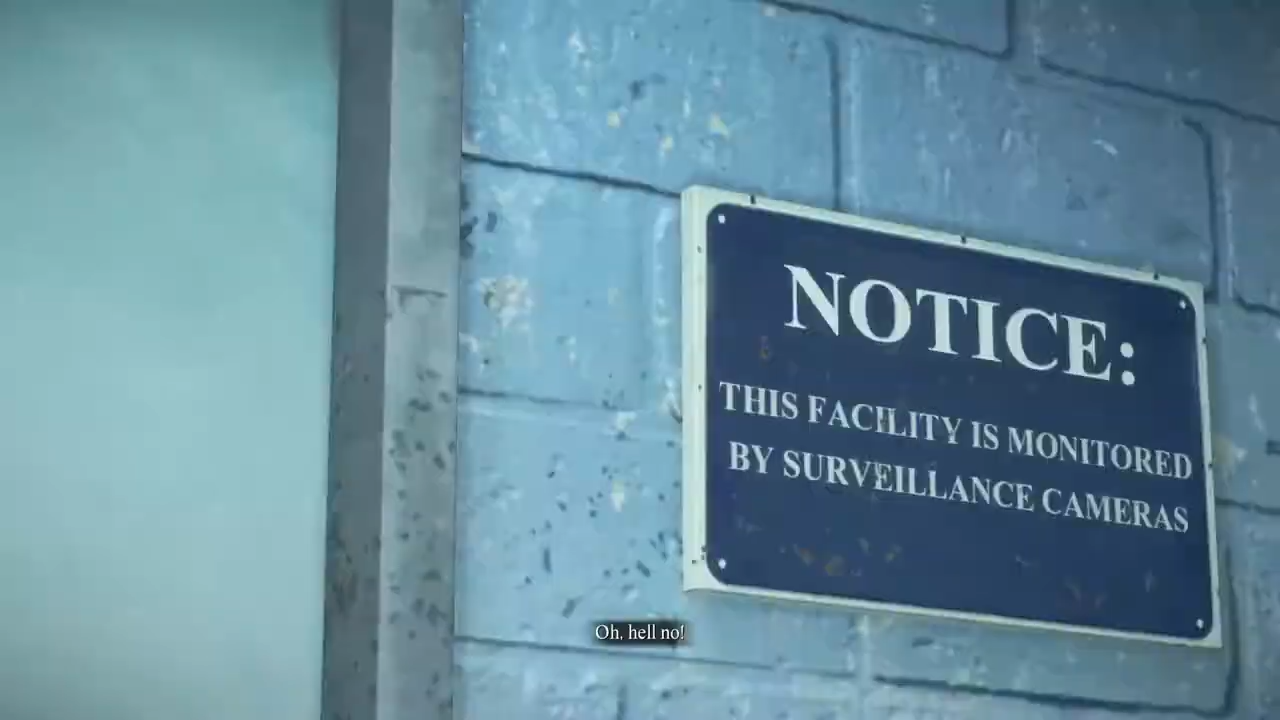 NOTICE:
THIS FACILITY IS MONITORED
BY SURVEILLANCE CAMERAS
Oh, hell no!